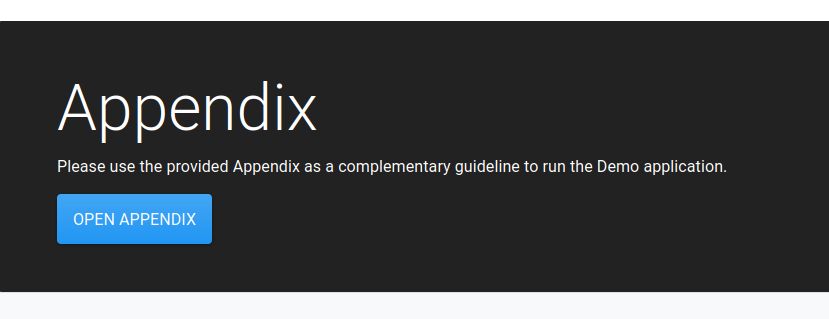 Appendix
Please use the provided Appendix as a complementary guideline to run the Demo application.
OPEN APPENDIX